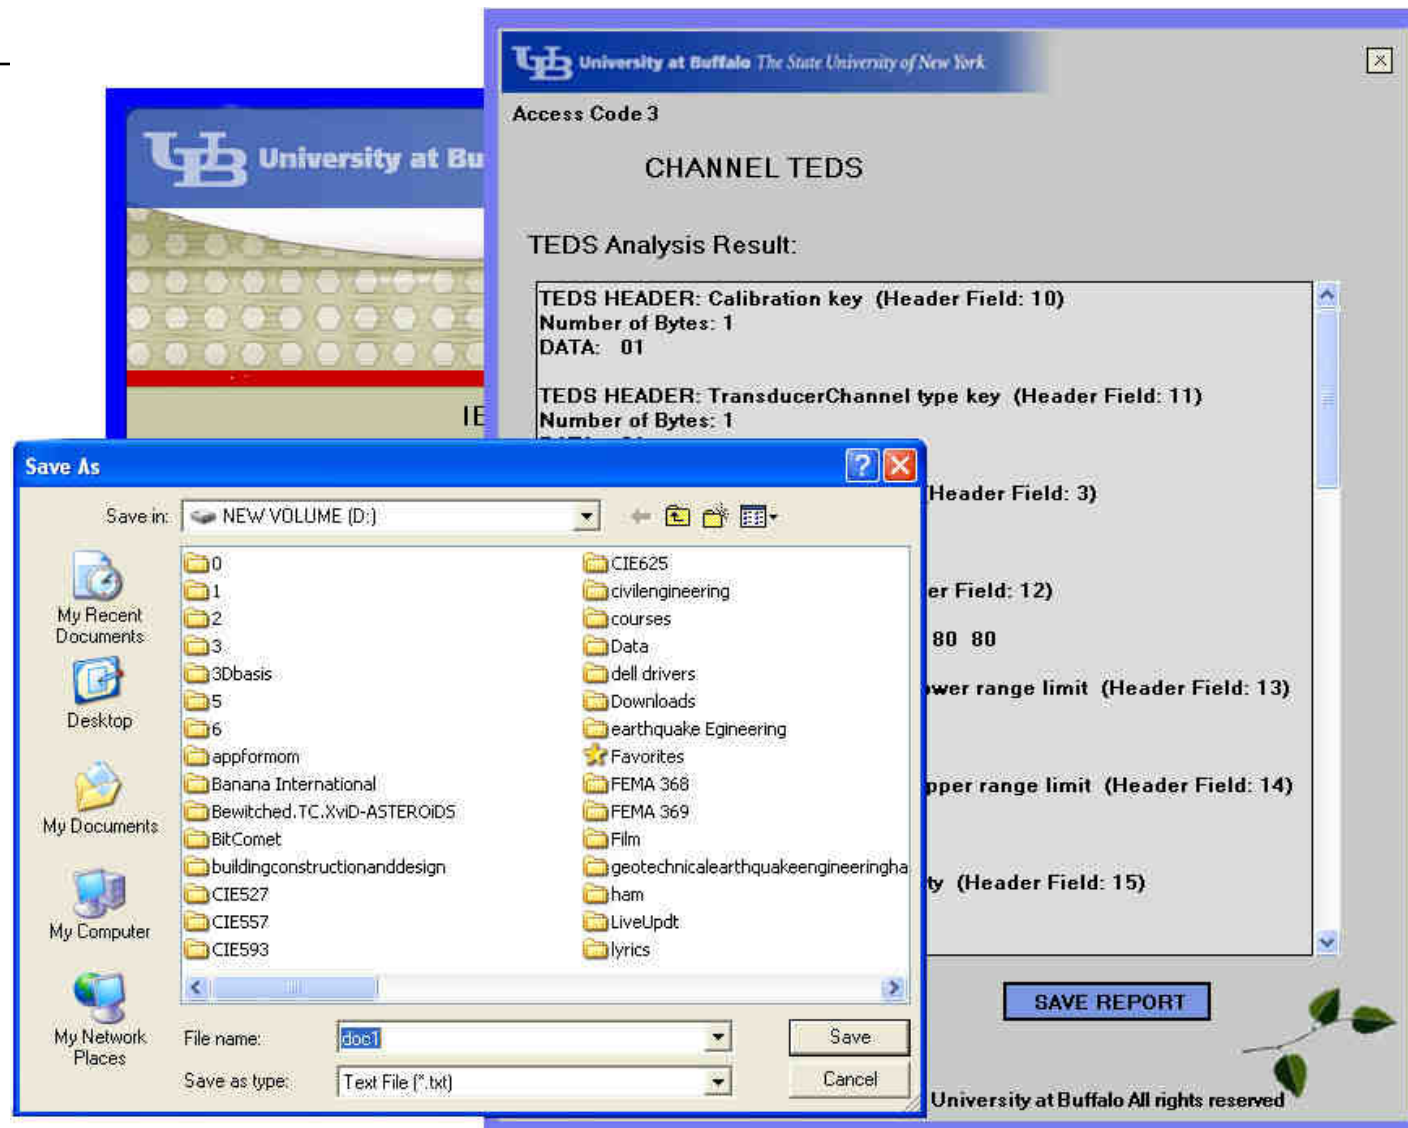 UB University at Buffalo The State University of New York
Access Code 3
UB University at Bu
CHANNEL TEDS
TEDS Analysis Result:
TEDS HEADER: Calibration key (Header Field: 10)
Number of Bytes: 1
DATA: 01
TEDS HEADER: TransducerChannel type key (Header Field: 11)
Number of Bytes: 1
IE
(Header Field: 3)
er Field: 12)
80 80
wer range limit (Header Field: 13)
pper range limit (Header Field: 14)
ty (Header Field: 15)
SAVE REPORT
University at Buffalo All rights reserved
Save As
Save in:
NEW VOLUME (D:)
My Recent
Documents
Desktop
My Documents
My Computer
My Network
Places
0
1
2
3
3Dbasis
5
6
appformom
Banana International
Bewitched.TC.XviD-ASTEROiDS
BitComet
buildingconstructionanddesign
CIE527
CIE557
CIE593
CIE625
civilengineering
courses
Data
dell drivers
Downloads
earthquake Egineering
Favorites
FEMA 368
FEMA 369
Film
geotechnicalearthquakeengineeringha
ham
LiveUpdt
lyrics
File name:
doc1
Save
Save as type:
Text File (*.txt)
Cancel